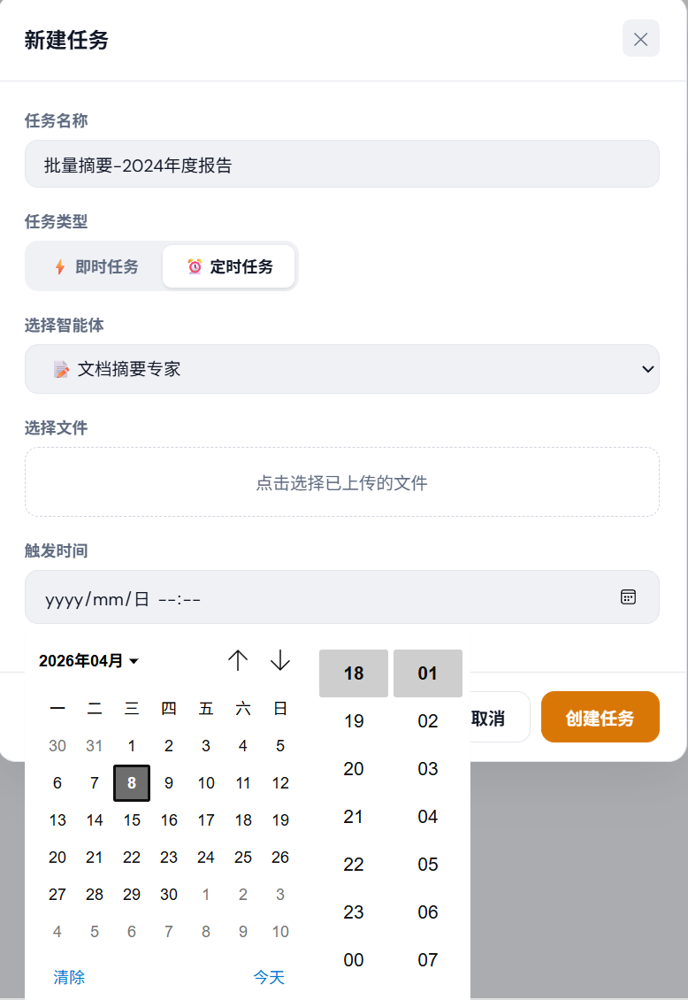 新建任务
任务名称
批量摘要-2024年度报告
任务类型
即时任务 定时任务
选择智能体
文档摘要专家
选择文件
点击选择已上传的文件
触发时间
yyyy/mm/日 --:--
2026年04月
一 二 三 四 五 六 日
30 31 1 2 3 4 5
6 7 8 9 10 11 12
13 14 15 16 17 18 19
20 21 22 23 24 25 26
27 28 29 30 1 2 3
4 5 6 7 8 9 10
清除 今天
18 01
19 02
20 03
21 04
22 05
23 06
00 07
取消 创建任务